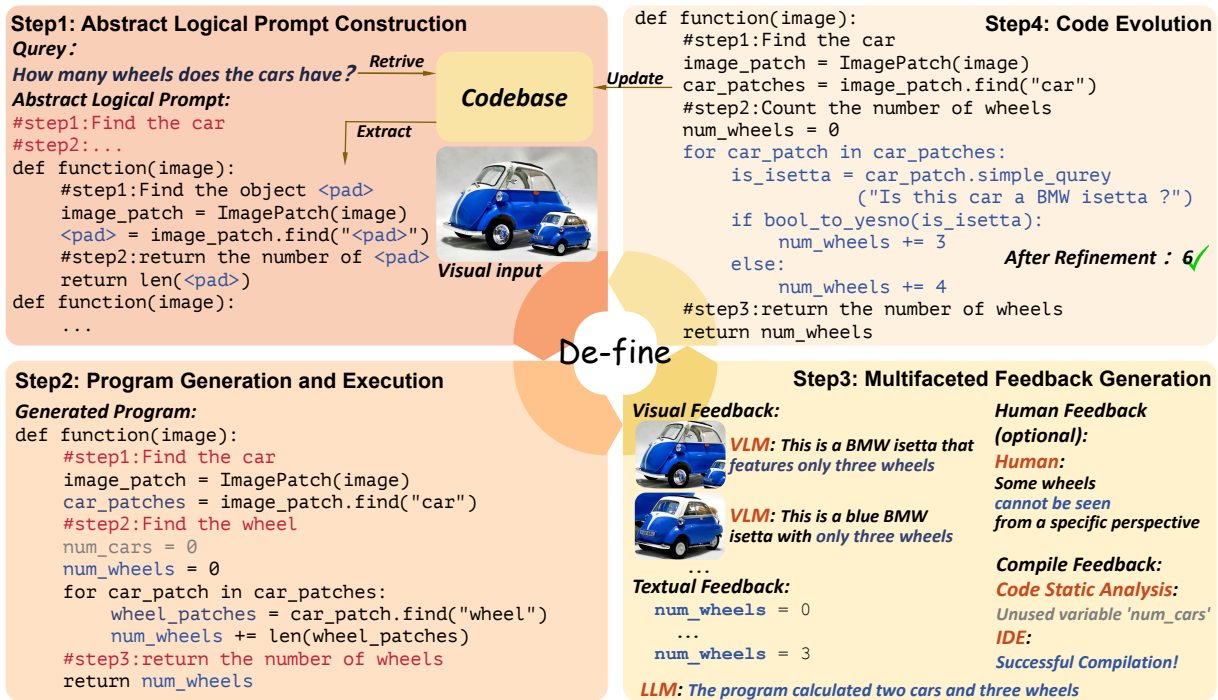 Step1: Abstract Logical Prompt Construction
Qurey：
How many wheels does the cars have？
Retrive
Codebase
Extract
Abstract Logical Prompt:
#step1:Find the car
#step2:...
def function(image):
#step1:Find the object <pad>
image_patch = ImagePatch(image)
<pad> = image_patch.find("<pad>")
#step2:return the number of <pad>
return len(<pad>)
def function(image):
...
Visual input
Update
Step4: Code Evolution
def function(image):
#step1:Find the car
image_patch = ImagePatch(image)
car_patches = image_patch.find("car")
#step2:Count the number of wheels
num_wheels = 0
for car_patch in car_patches:
is_isetta = car_patch.simple_qurey
("Is this car a BMW isetta ?")
if bool_to_yesno(is_isetta):
num_wheels += 3
else:
num_wheels += 4
#step3:return the number of wheels
return num_wheels
After Refinement： 6
De-fine
Step2: Program Generation and Execution
Generated Program:
def function(image):
#step1:Find the car
image_patch = ImagePatch(image)
car_patches = image_patch.find("car")
#step2:Find the wheel
num_cars = 0
num_wheels = 0
for car_patch in car_patches:
wheel_patches = car_patch.find("wheel")
num_wheels += len(wheel_patches)
#step3:return the number of wheels
return num_wheels
Step3: Multifaceted Feedback Generation
Visual Feedback:
VLM: This is a BMW isetta that
features only three wheels
VLM: This is a blue BMW
isetta with only three wheels
...
Textual Feedback:
num_wheels = 0
...
num_wheels = 3
LLM: The program calculated two cars and three wheels
Human Feedback
(optional):
Human:
Some wheels
cannot be seen
from a specific perspective
Compile Feedback:
Code Static Analysis:
Unused variable 'num_cars'
IDE:
Successful Compilation!